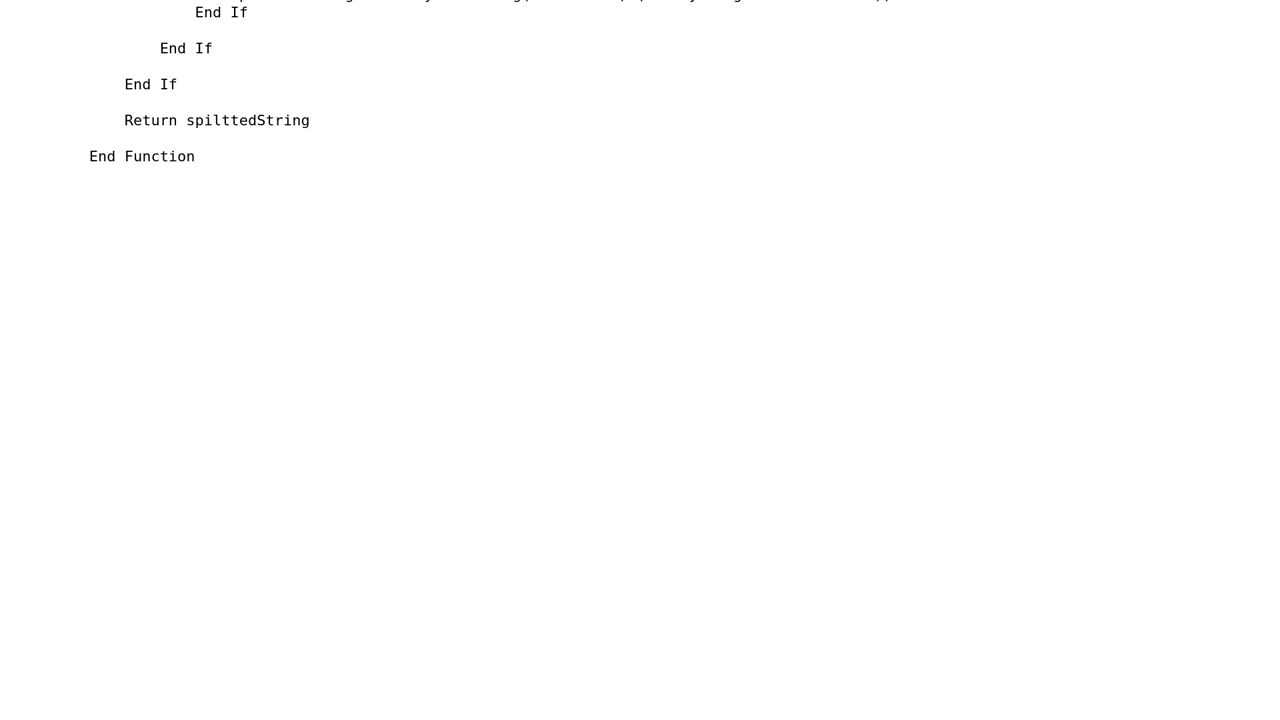 End If
End If
End If
Return spilttedString
End Function